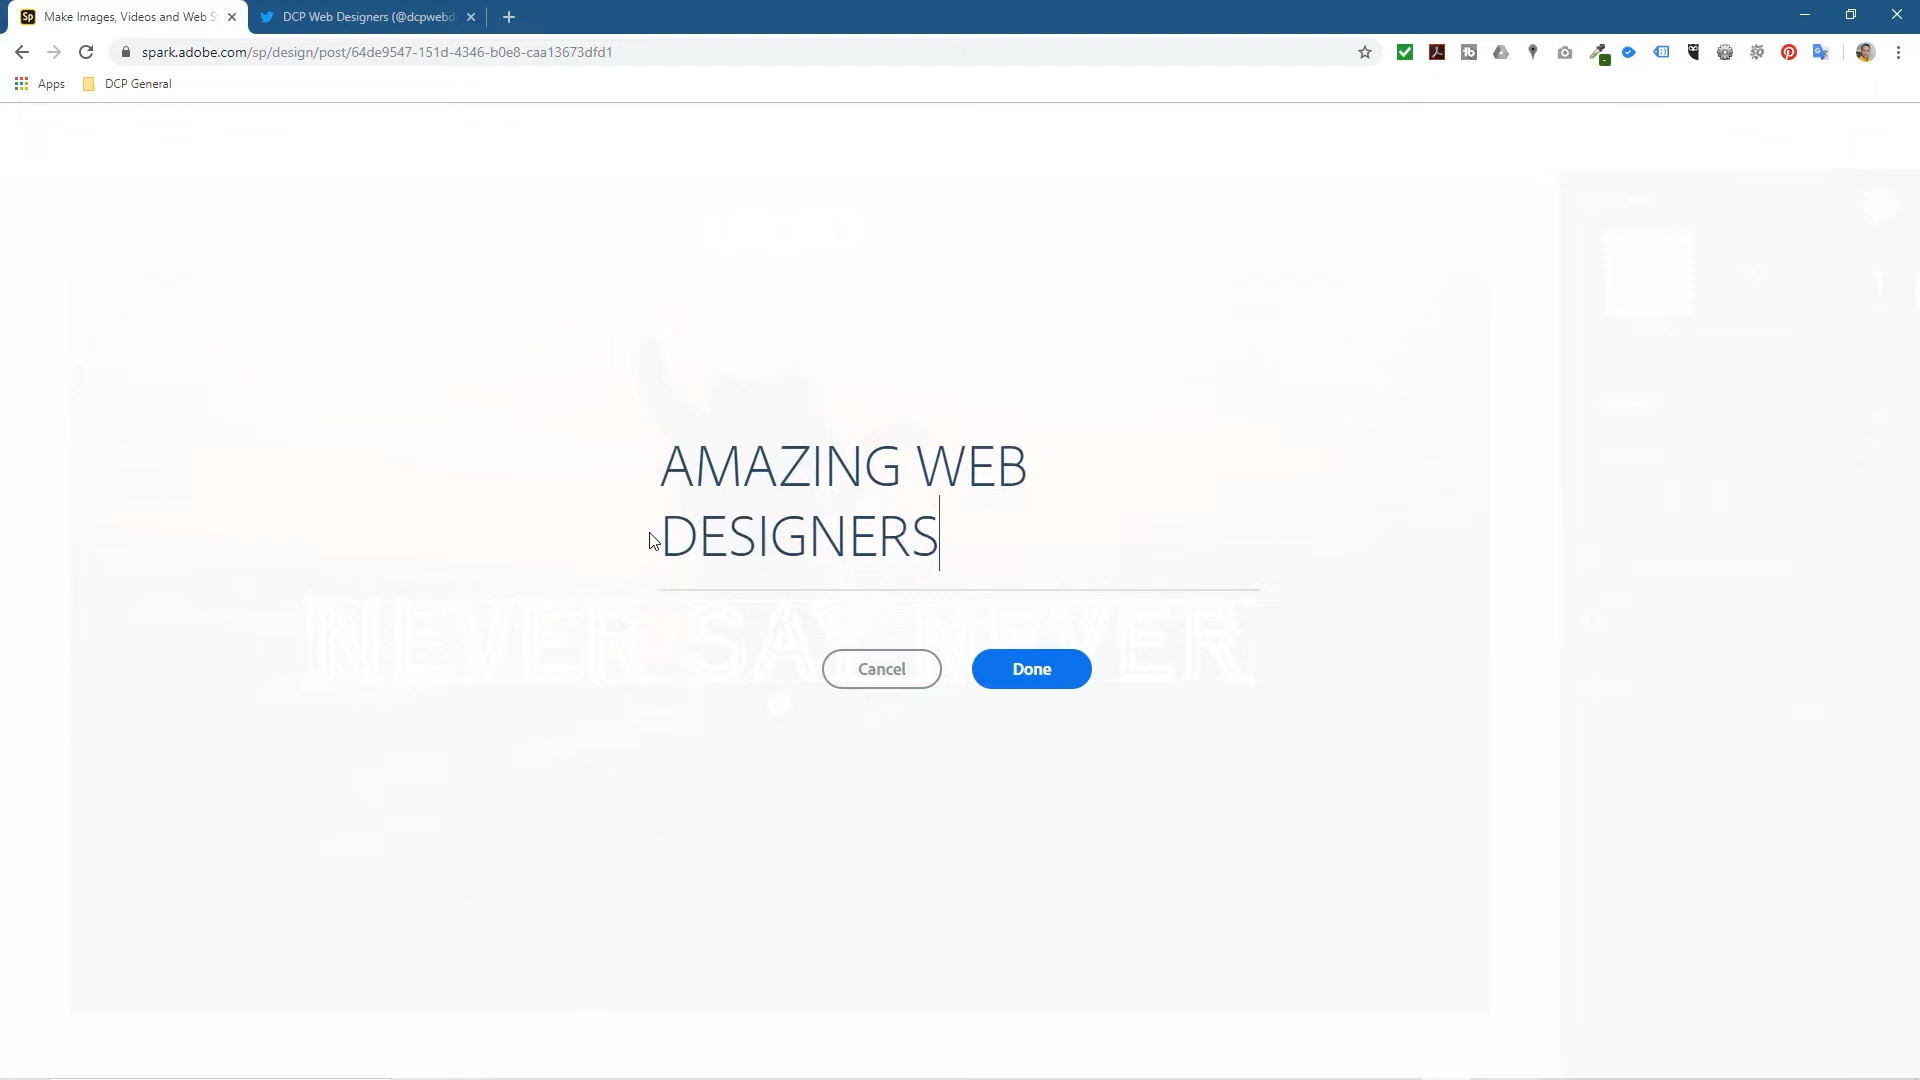 Make Images, Videos and Web S
DCP Web Designers (@dcpwebd
spark.adobe.com/sp/design/post/64de9547-151d-4346-b0e8-caa13673dfd1
Apps
DCP General
AMAZING WEB
DESIGNERS
NEVER SAY NEVER
Cancel
Done